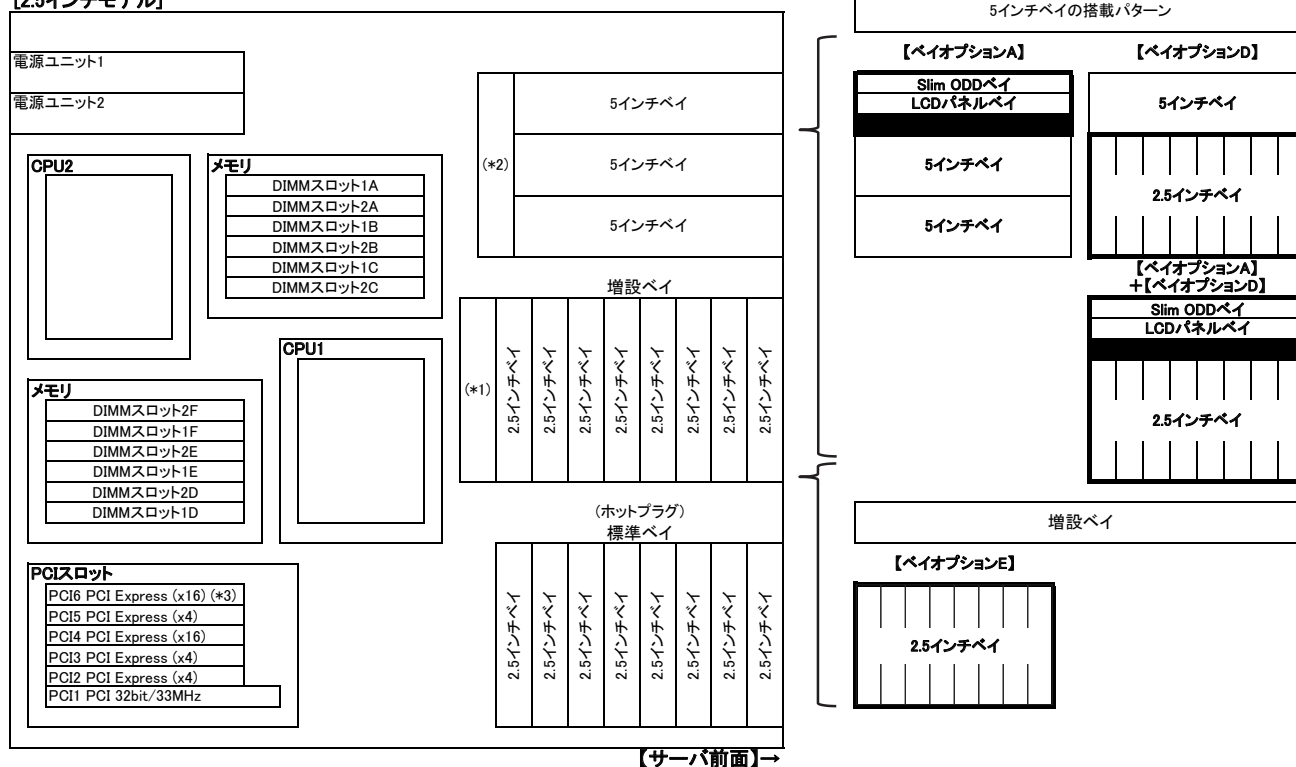 [2.5インチモデル]
電源ユニット1
電源ユニット2
CPU2
メモリ
DIMMスロット1A
DIMMスロット2A
DIMMスロット1B
DIMMスロット2B
DIMMスロット1C
DIMMスロット2C
CPU1
メモリ
DIMMスロット2F
DIMMスロット1F
DIMMスロット2E
DIMMスロット1E
DIMMスロット2D
DIMMスロット1D
PCIスロット
PCI6 PCI Express (x16) (*3)
PCI5 PCI Express (x4)
PCI4 PCI Express (x16)
PCI3 PCI Express (x4)
PCI2 PCI Express (x4)
PCI1 PCI 32bit/33MHz
(*2)
5インチベイ
5インチベイ
5インチベイ
増設ベイ
(*1)
2.5インチベイ
2.5インチベイ
2.5インチベイ
2.5インチベイ
2.5インチベイ
2.5インチベイ
2.5インチベイ
2.5インチベイ
(ホットプラグ)
標準ベイ
2.5インチベイ
2.5インチベイ
2.5インチベイ
2.5インチベイ
2.5インチベイ
2.5インチベイ
2.5インチベイ
2.5インチベイ
【サーバ前面】→
5インチベイの搭載パターン
【ベイオプションA】
Slim ODDベイ
LCDパネルベイ
5インチベイ
5インチベイ
【ベイオプションD】
5インチベイ
2.5インチベイ
【ベイオプションA】
+【ベイオプションD】
Slim ODDベイ
LCDパネルベイ
2.5インチベイ
増設ベイ
【ベイオプションE】
2.5インチベイ